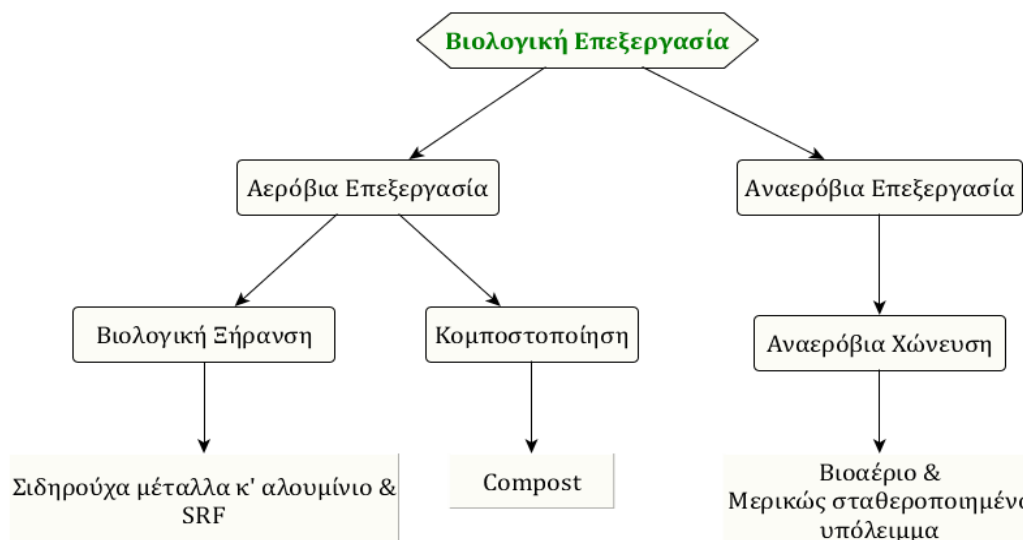 Βιολογική Επεξεργασία
Αερόβια Επεξεργασία
Αναερόβια Επεξεργασία
Βιολογική Ξήρανση
Κομποστοποίηση
Αναερόβια Χώνευση
Σιδηρούχα μέταλλα κ' αλουμίνιο &
SRF
Compost
Βιοαέριο &
Μερικώς σταθεροποιημένο
υπόλειμμα